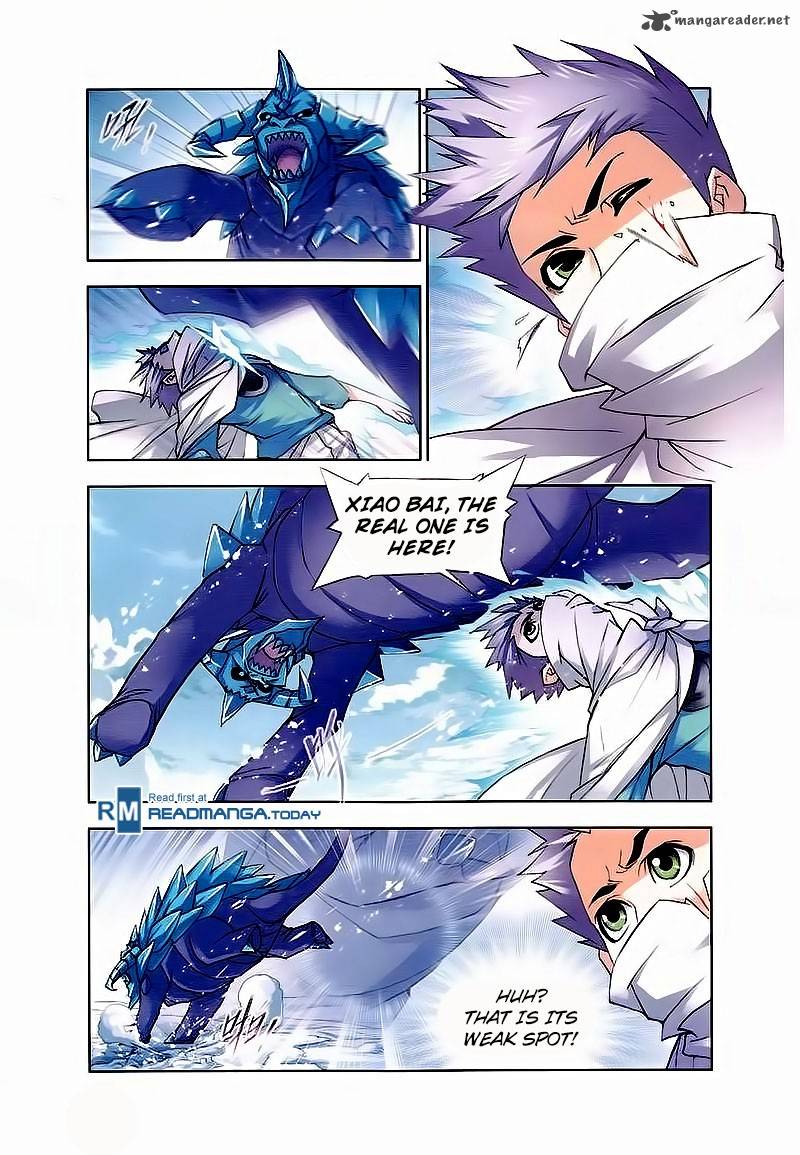 mangareader.net
XIAO BAI, THE
REAL ONE IS
HERE!
RM
Read first at
READMANGA.TODAY
HUH?
THAT IS ITS
WEAK SPOT!